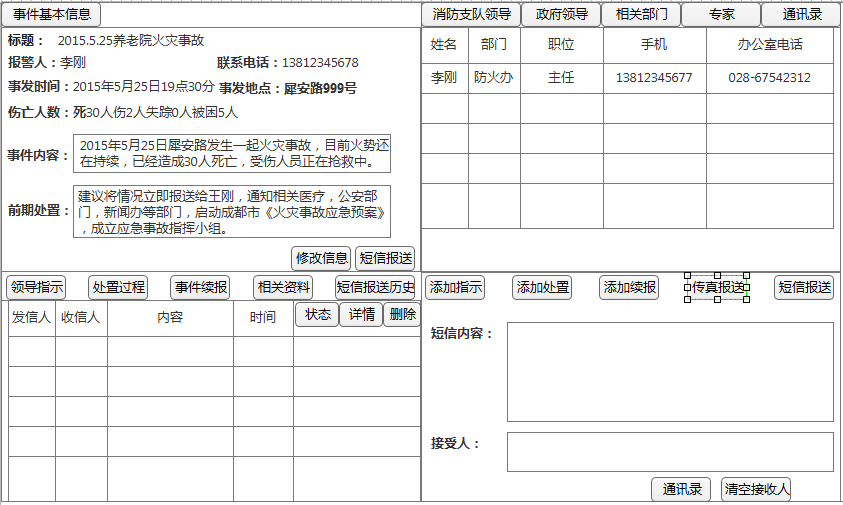 事件基本信息
标题： 2015.5.25养老院火灾事故
报警人：李刚 联系电话：13812345678
事发时间：2015年5月25日19点30分 事发地点：犀安路999号
伤亡人数：死30人伤2人失踪0人被困5人
事件内容：
2015年5月25日犀安路发生一起火灾事故，目前火势还
在持续，已经造成30人死亡，受伤人员正在抢救中。
前期处置：
建议将情况立即报送给王刚，通知相关医疗，公安部
门，新闻办等部门，启动成都市《火灾事故应急预案》
，成立应急事故指挥小组。
修改信息 短信报送
消防支队领导 政府领导 相关部门 专家 通讯录
姓名 部门 职位 手机 办公室电话
李刚 防火办 主任 13812345677 028-67542312
领导指示 处置过程 事件续报 相关资料 短信报送历史
发信人 收信人 内容 时间 状态 详情 删除
添加指示 添加处置 添加续报 传真报送 短信报送
短信内容：
接受人：
通讯录 清空接收人